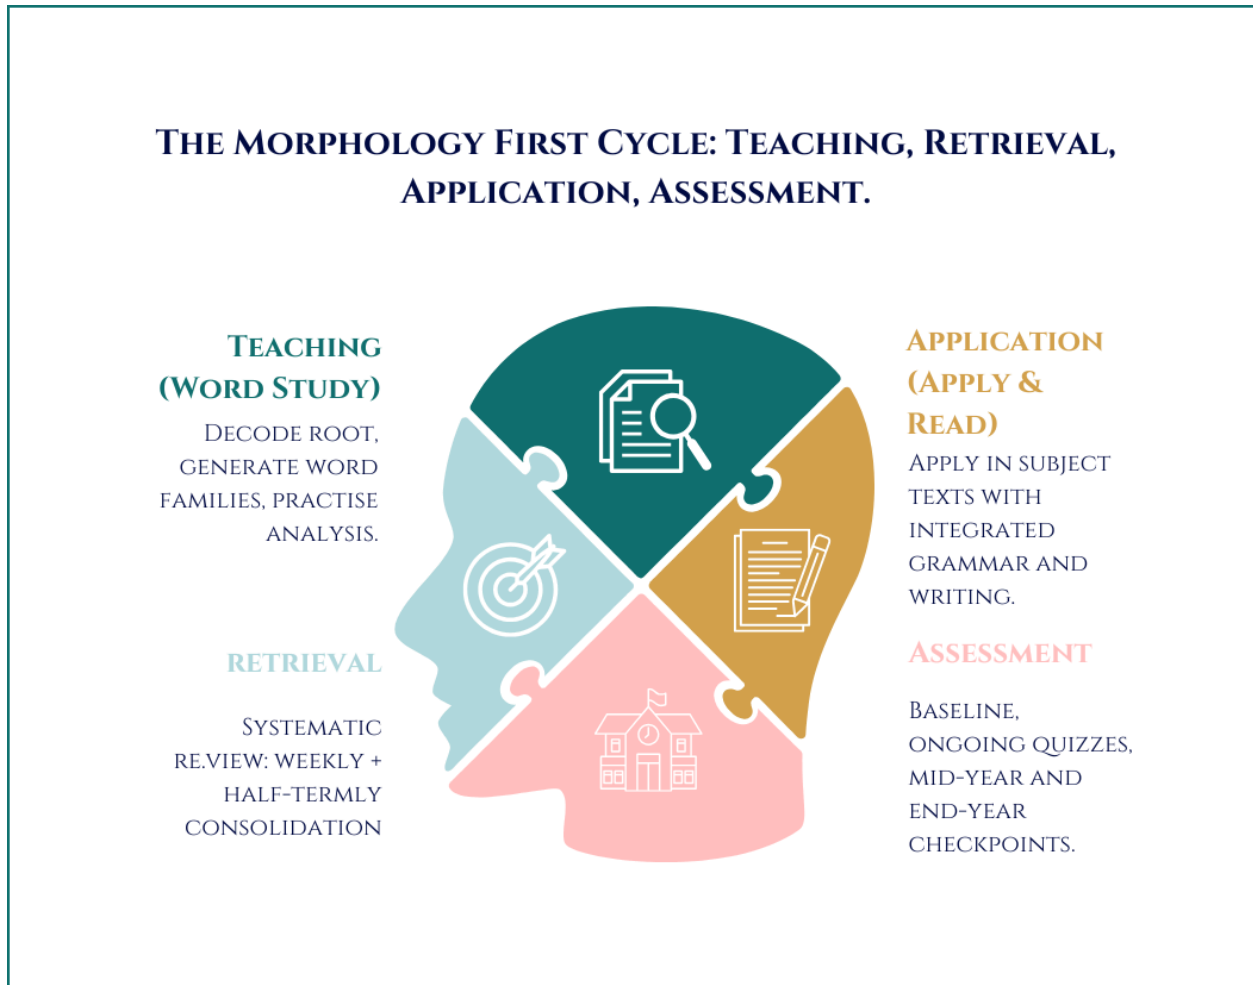 The Morphology First Cycle: Teaching, Retrieval,
Application, Assessment.
Teaching
(Word Study)
Decode root,
generate word
families, practise
analysis.
retrieval
Systematic
re.view: weekly +
half-termly
consolidation
Application
(Apply &
Read)
Apply in subject
texts with
integrated
grammar and
writing.
Assessment
Baseline,
ongoing quizzes,
mid-year and
end-year
checkpoints.